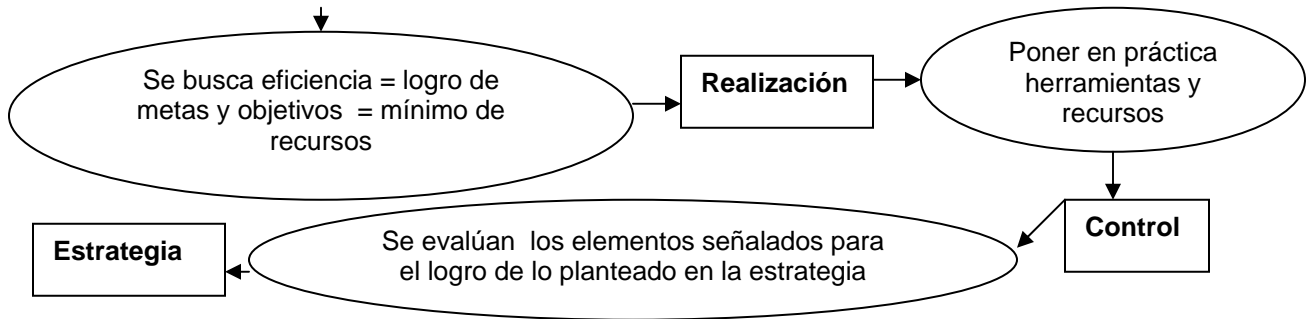 Se busca eficiencia = logro de
metas y objetivos  = mínimo de
recursos
Realización
Poner en práctica
herramientas y
recursos
Control
Se evalúan  los elementos señalados para
el logro de lo planteado en la estrategia
Estrategia